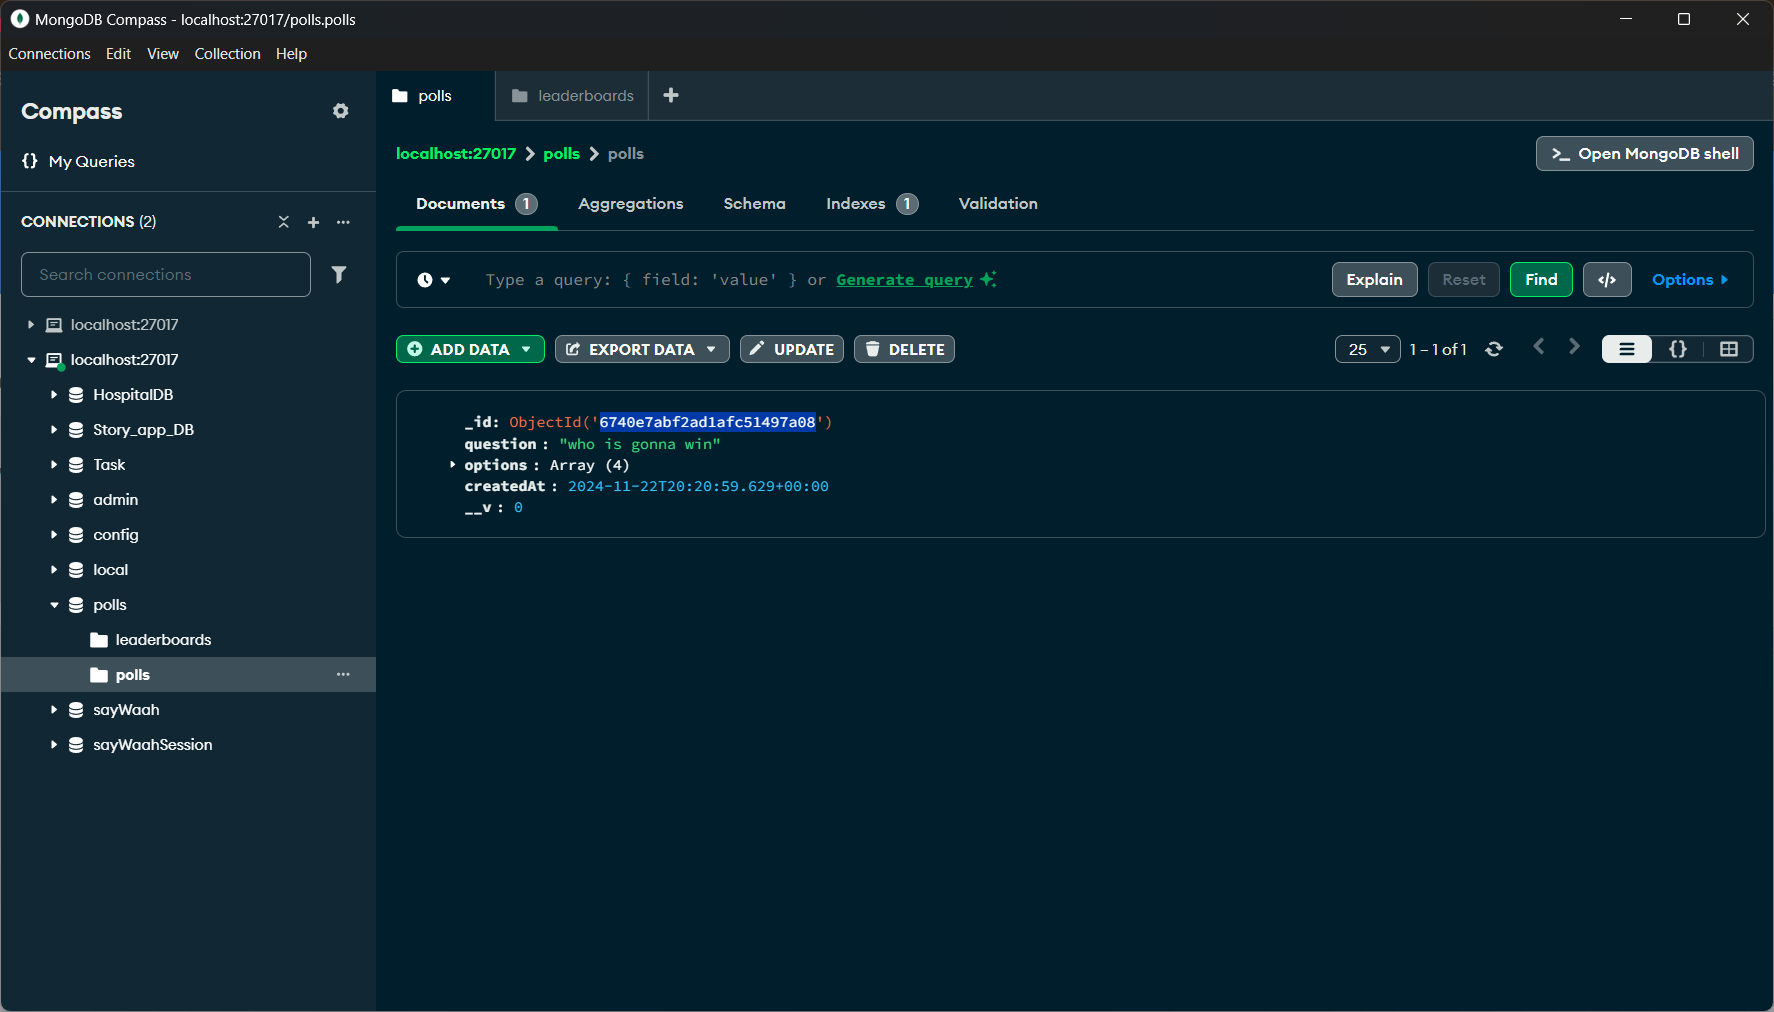 MongoDB Compass - localhost:27017/polls.polls
Connections Edit View Collection Help
Compass
{} My Queries
CONNECTIONS (2)
Search connections
localhost:27017
localhost:27017
HospitalDB
Story_app_DB
Task
admin
config
local
polls
leaderboards
polls
sayWaah
sayWaahSession
polls leaderboards
localhost:27017 > polls > polls
>_ Open MongoDB shell
Documents 1 Aggregations Schema Indexes 1 Validation
Type a query: { field: 'value' } or Generate query
Explain Reset Find </> Options
ADD DATA EXPORT DATA UPDATE DELETE
25 1 – 1 of 1 {}
_id: ObjectId('6740e7abf2ad1afc51497a08')
question : "who is gonna win"
options : Array (4)
createdAt : 2024-11-22T20:20:59.629+00:00
__v : 0